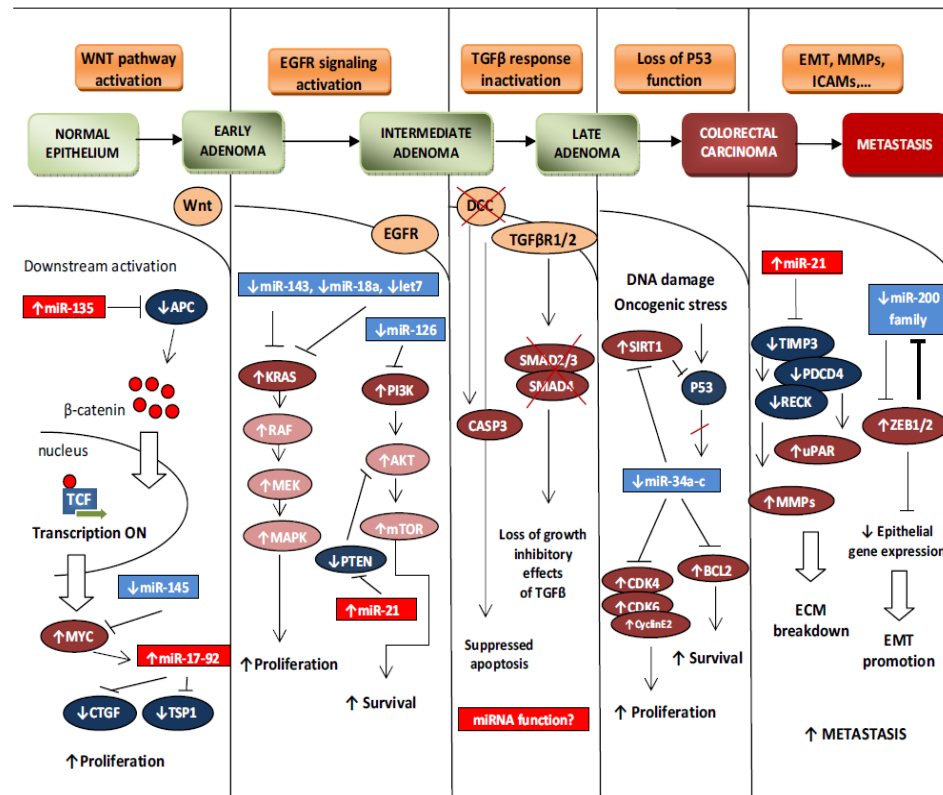 WNT pathway
activation
EGFR signaling
activation
TGFβ response
inactivation
Loss of P53
function
EMT, MMPs,
ICAMs,...
NORMAL
EPITHELIUM
EARLY
ADENOMA
INTERMEDIATE
ADENOMA
LATE
ADENOMA
COLORECTAL
CARCINOMA
METASTASIS
Wnt
Downstream activation
↑miR-135
↓APC
β-catenin
nucleus
TCF
Transcription ON
↓miR-145
↑MYC
↑miR-17-92
↓CTGF
↓TSP1
↑Proliferation
EGFR
↓miR-143, ↓miR-18a, ↓let7
↓miR-126
↑KRAS
↑PI3K
↑RAF
↑AKT
↑MEK
↑mTOR
↑MAPK
↓PTEN
↑miR-21
↑Proliferation
↑ Survival
DCC
TGFβR1/2
SMAD2/3
SMAD4
CASP3
Loss of growth
inhibitory
effects
of TGFß
Suppressed
apoptosis
miRNA function?
DNA damage
Oncogenic stress
↑SIRT1
P53
↓miR-34a-c
↑CDK4
↑CDK6
↑CyclinE2
↑BCL2
↑ Survival
↑ Proliferation
↑miR-21
↓miR-200
family
↓TIMP3
↓PDCD4
↓RECK
↑ZEB1/2
↑uPAR
↑MMPs
↓ Epithelial
gene expression
ECM
breakdown
EMT
promotion
↑ METASTASIS